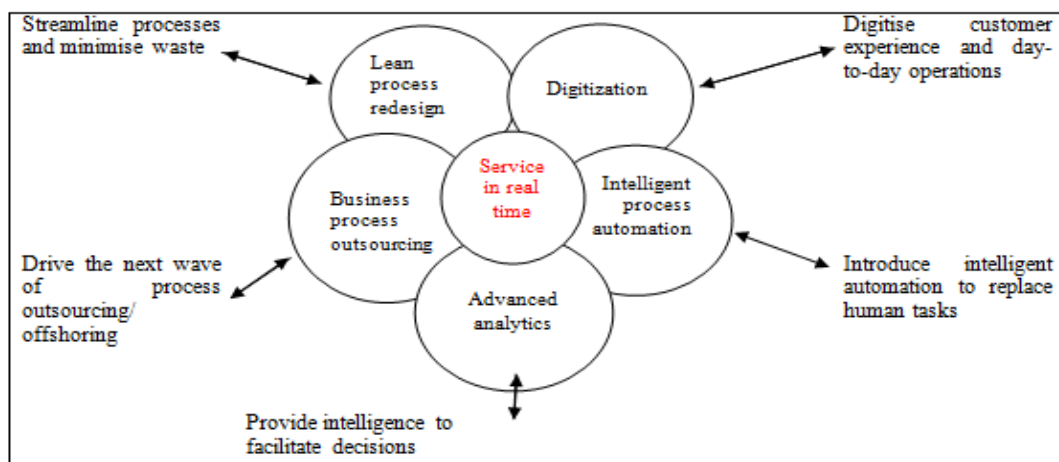 Streamline processes
and minimise waste
Digitise customer
experience and day-
to-day operations
Lean
process
redesign
Digitization
Service
in real
time
Business
process
outsourcing
Intelligent
process
automation
Drive the next wave
of process
outsourcing/
offshoring
Introduce intelligent
automation to replace
human tasks
Advanced
analytics
Provide intelligence to
facilitate decisions